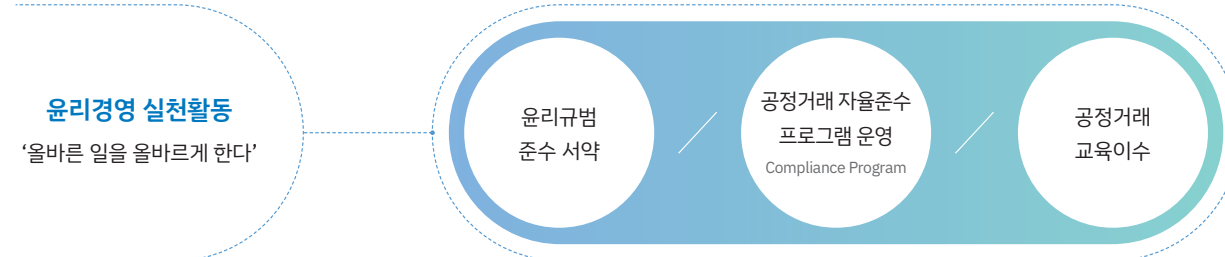 윤리경영 실천활동
‘올바른 일을 올바르게 한다’
윤리규범
준수 서약
공정거래 자율준수
프로그램 운영
Compliance Program
공정거래
교육이수